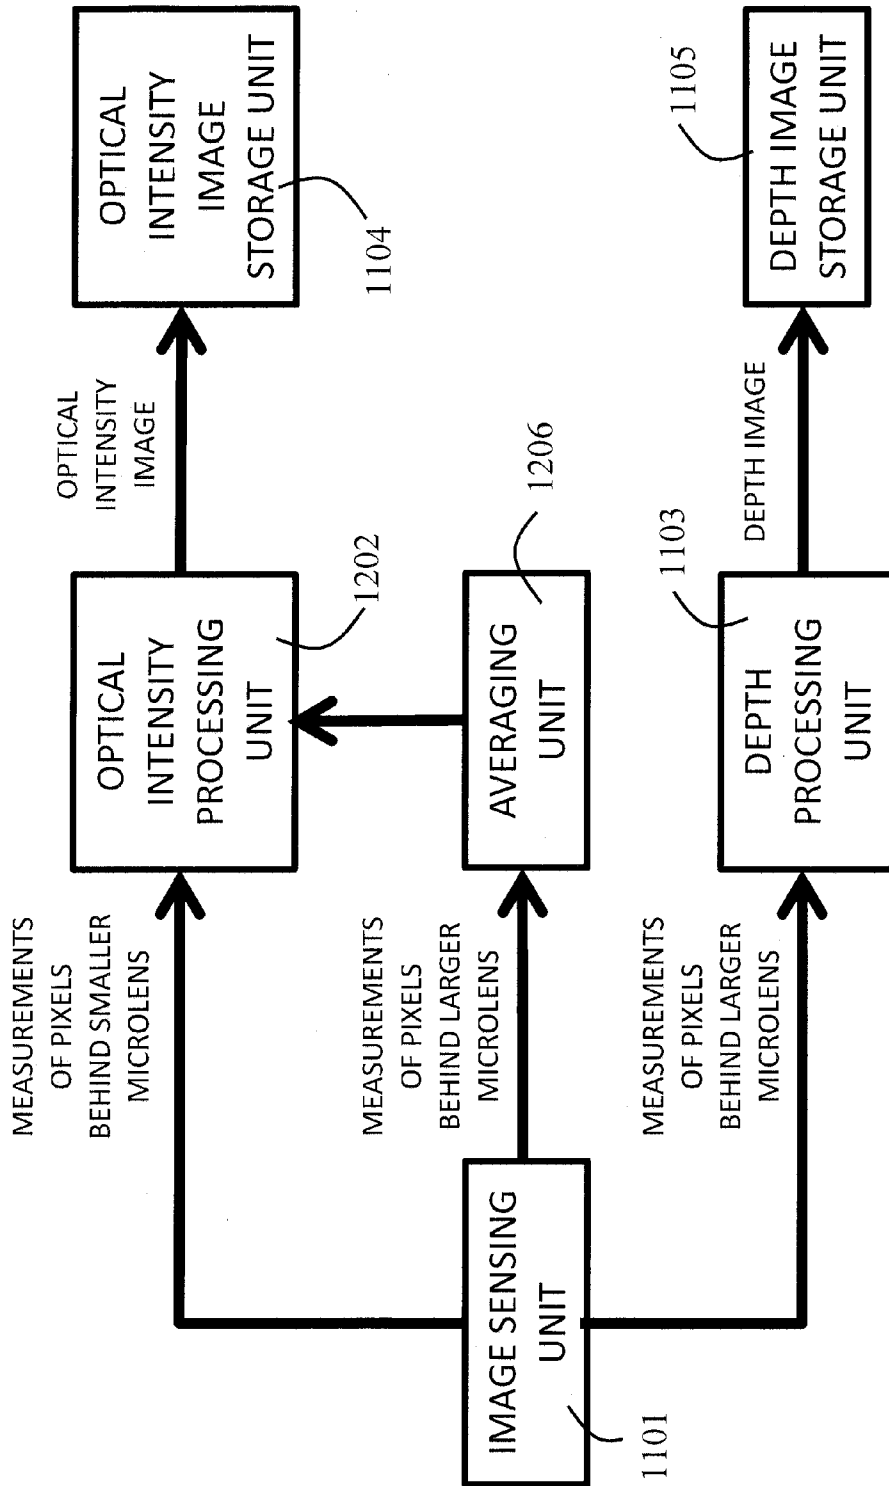 MEASUREMENTS
OF PIXELS
BEHIND SMALLER
MICROLENS
OPTICAL
INTENSITY
PROCESSING
UNIT
1202
OPTICAL
INTENSITY
IMAGE
OPTICAL
INTENSITY
IMAGE
STORAGE UNIT
1104
IMAGE SENSING
UNIT
1101
MEASUREMENTS
OF PIXELS
BEHIND LARGER
MICROLENS
AVERAGING
UNIT
1206
MEASUREMENTS
OF PIXELS
BEHIND LARGER
MICROLENS
DEPTH
PROCESSING
UNIT
1103
DEPTH IMAGE
DEPTH IMAGE
STORAGE UNIT
1105